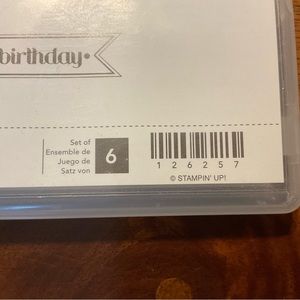 birthday•
Set of
Ensemble de
Juego de
Satz von
6
126257
© STAMPIN' UP!